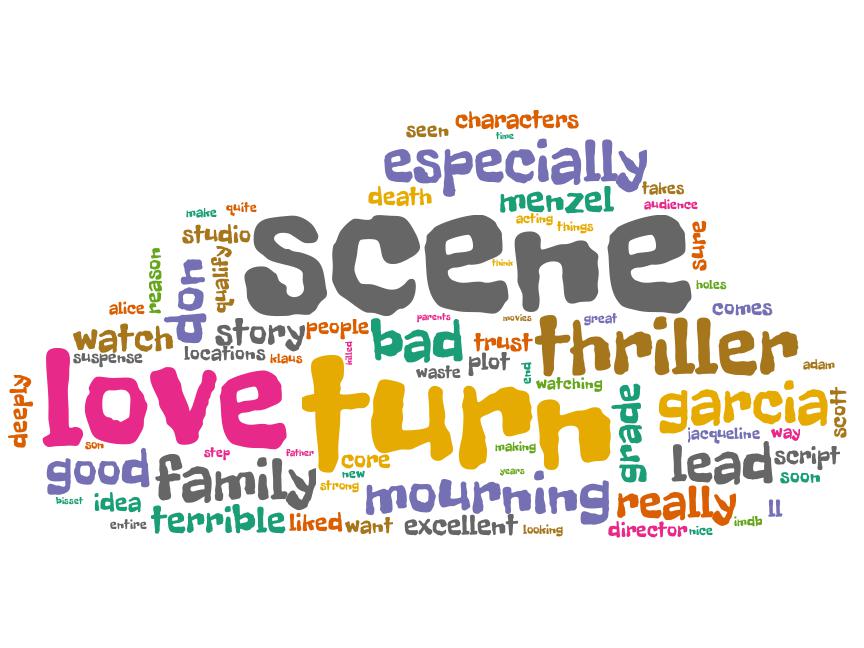 characters
seen
time
especially
death
menzel
takes
audience
make
quite
acting
things
studio
scene
sure
reason
don
qualify
think
holes
alice
comes
parents
movies
great
watch
story
people
bad
trust
thriller
suspense
locations
klaus
killed
waste
plot
end
watching
adam
deeply
love
turn
grade
garcia
scott
son
step
father
making
jacqueline
way
good
family
core
new
years
lead
script
soon
bisset
idea
strong
mourning
really
ll
entire
terrible
liked
want
excellent
looking
director
nice
imdb